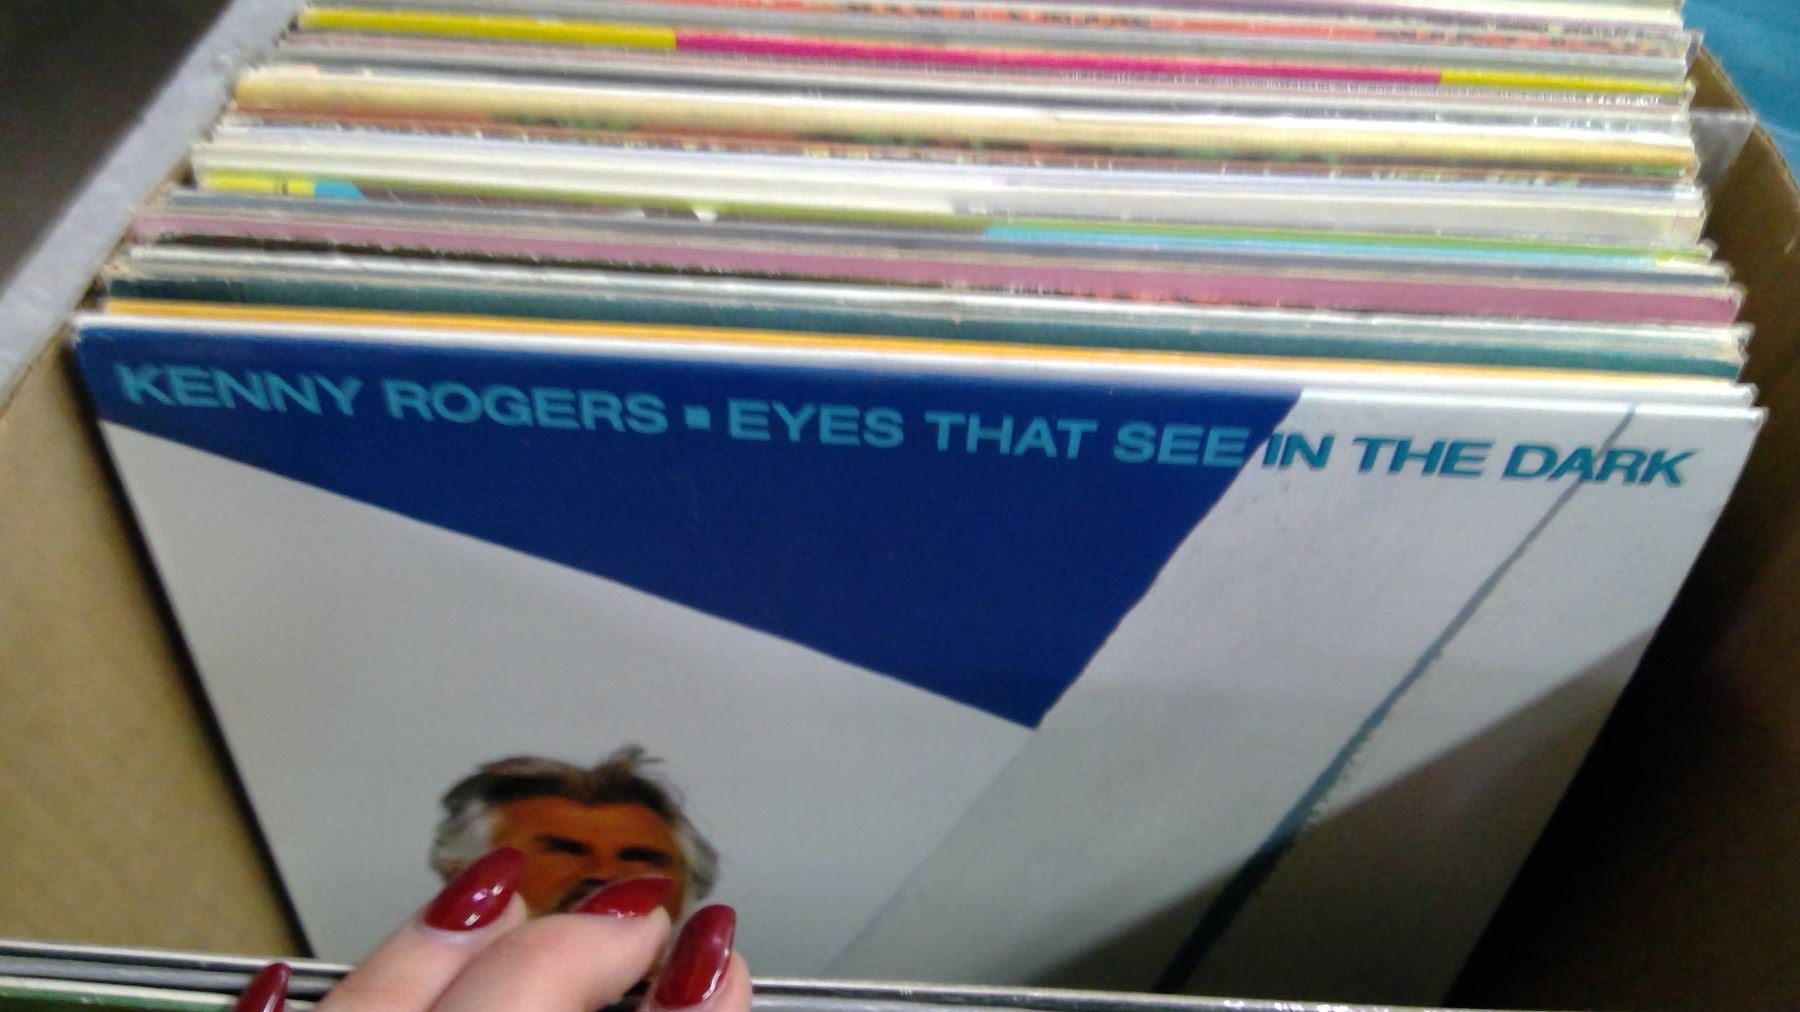 KENNY ROGERS ▪ EYES THAT SEE IN THE DARK